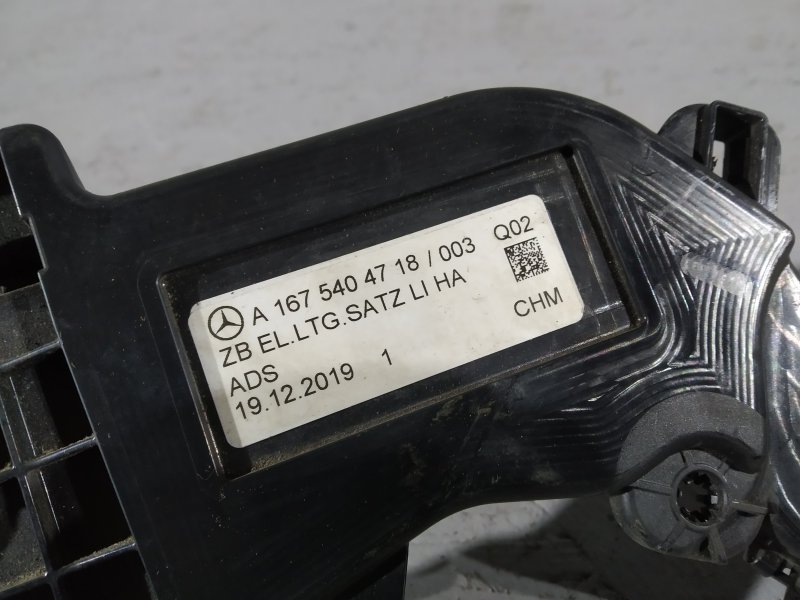 A 167 540 47 18 / 003 Q02
ZB EL.LTG.SATZ LI HA
ADS CHM
19.12.2019 1